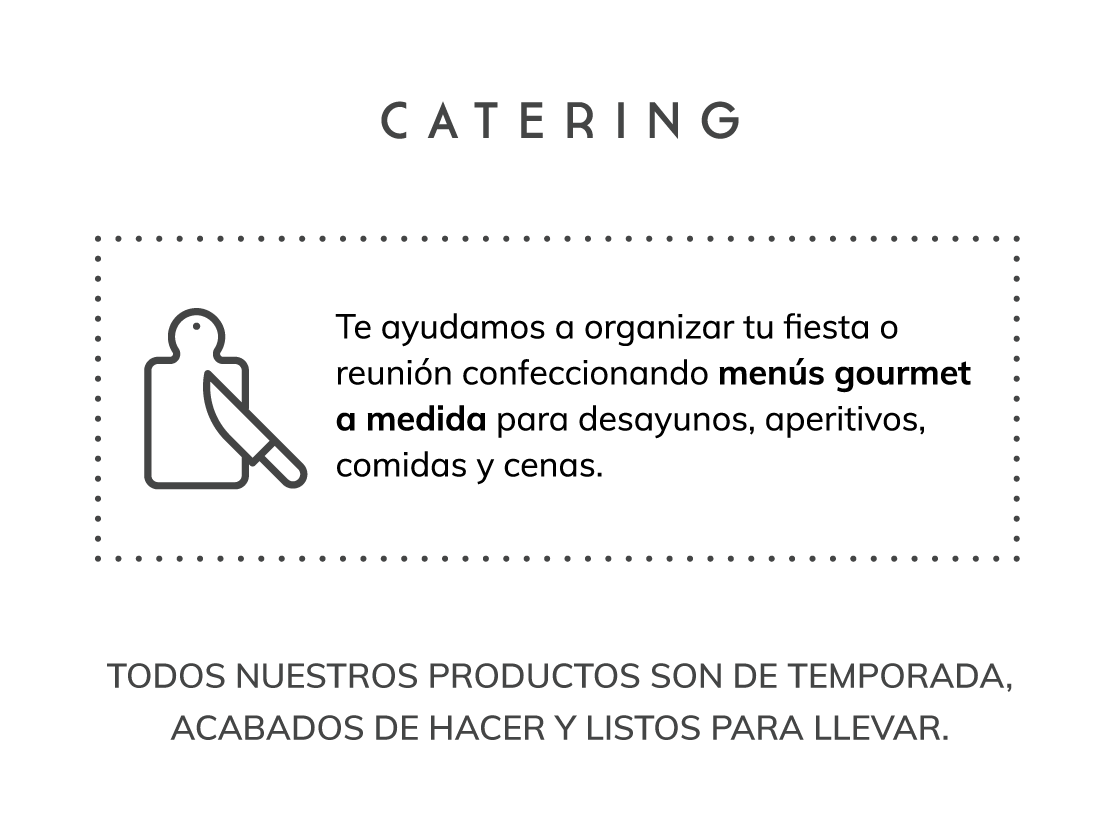 CATERING
Te ayudamos a organizar tu fiesta o
reunión confeccionando menús gourmet
a medida para desayunos, aperitivos,
comidas y cenas.
TODOS NUESTROS PRODUCTOS SON DE TEMPORADA,
ACABADOS DE HACER Y LISTOS PARA LLEVAR.